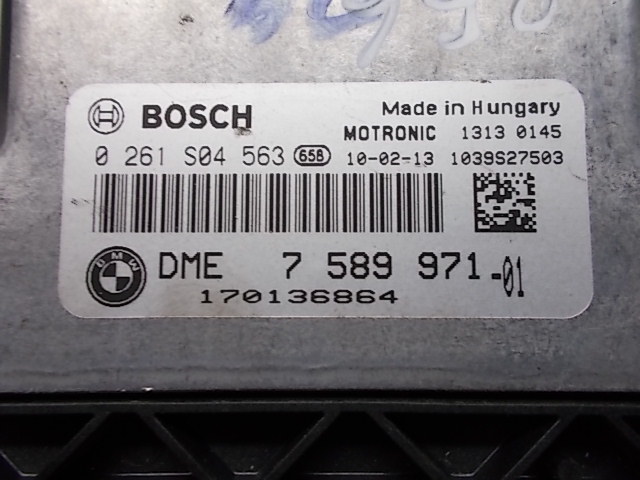 BOSCH
Made in Hungary
MOTRONIC 1313 0145
0 261 S04 563 658 10-02-13 1039S27503
BMW
DME 7 589 971-01
170136864